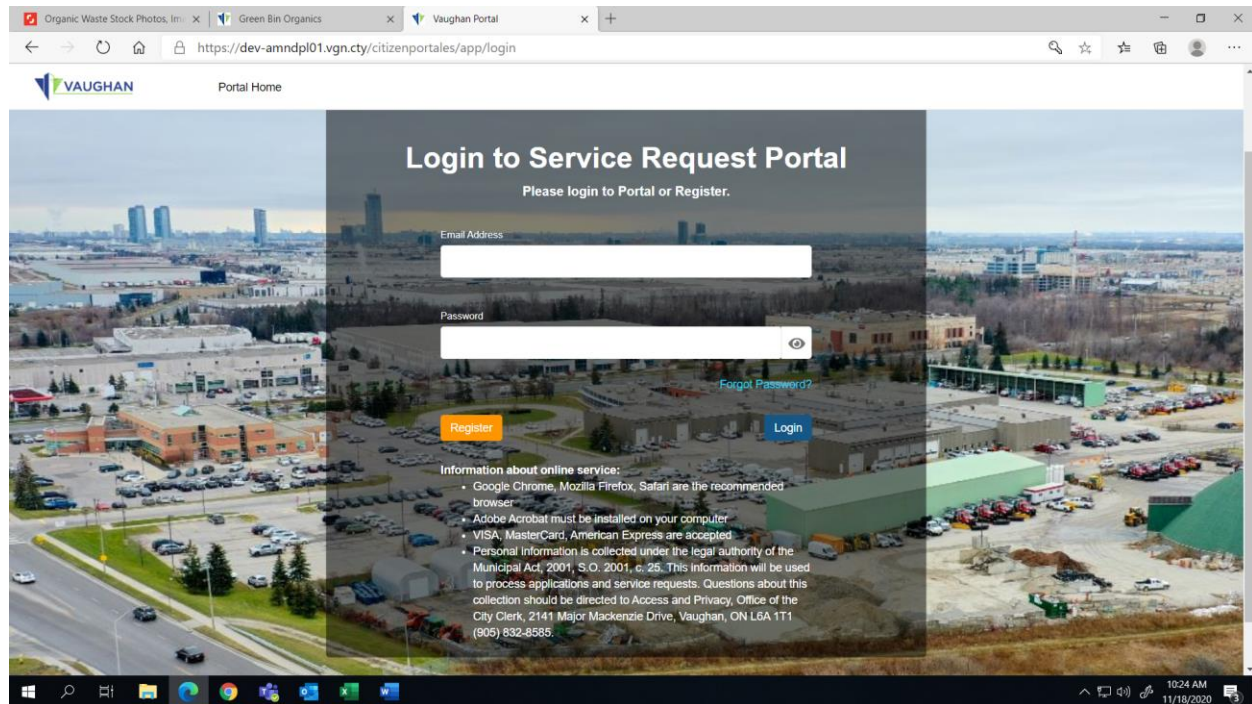 Organic Waste Stock Photos, Im
Green Bin Organics
Vaughan Portal
https://dev-amndpl01.vgn.cty/citizenportales/app/login
VAUGHAN
Portal Home
Login to Service Request Portal
Please login to Portal or Register.
Email Address
Password
Forgot Password?
Register
Login
Information about online service:
• Google Chrome, Mozilla Firefox, Safari are the recommended
browser
• Adobe Acrobat must be installed on your computer
• VISA, MasterCard, American Express are accepted
• Personal Information is collected under the legal authority of the
Municipal Act, 2001, S.O. 2001, c. 25. This information will be used
to process applications and service requests. Questions about this
collection should be directed to Access and Privacy, Office of the
City Clerk, 2141 Major Mackenzie Drive, Vaughan, ON L6A 1T1
(905) 832-8585.
10:24 AM
11/18/2020
3